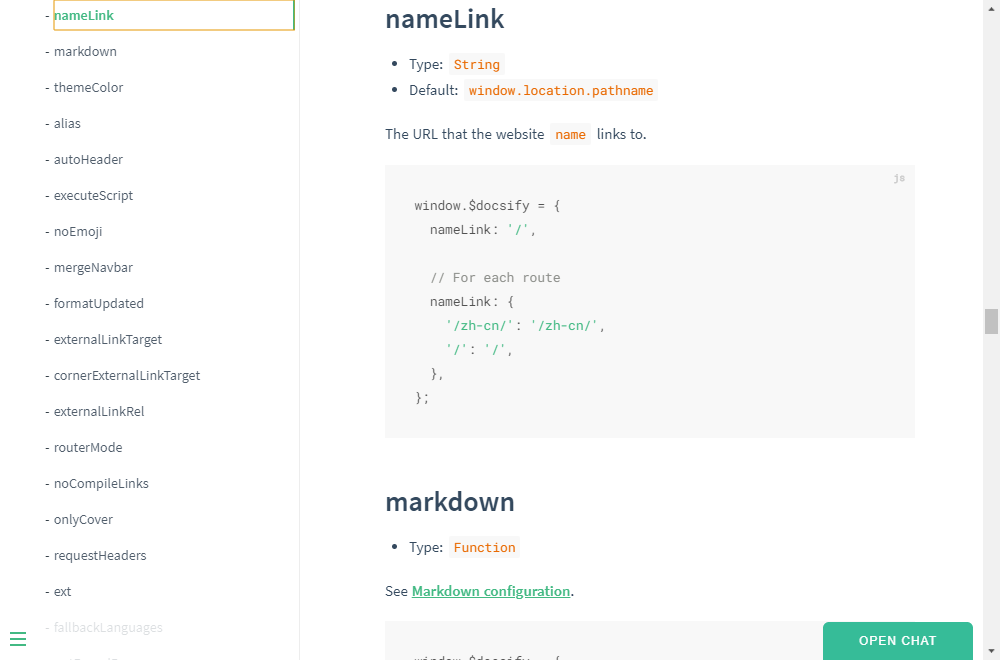 - nameLink
- markdown
- themeColor
- alias
- autoHeader
- executeScript
- noEmoji
- mergeNavbar
- formatUpdated
- externalLinkTarget
- cornerExternalLinkTarget
- externalLinkRel
- routerMode
- noCompileLinks
- onlyCover
- requestHeaders
- ext
- fallbackLanguages
nameLink
• Type: String
• Default: window.location.pathname
The URL that the website name links to.
js
window.$docsify = {
  nameLink: '/',

  // For each route
  nameLink: {
    '/zh-cn/': '/zh-cn/',
    '/': '/',
  },
};
markdown
• Type: Function
See Markdown configuration.
window.$docsify = {
OPEN CHAT